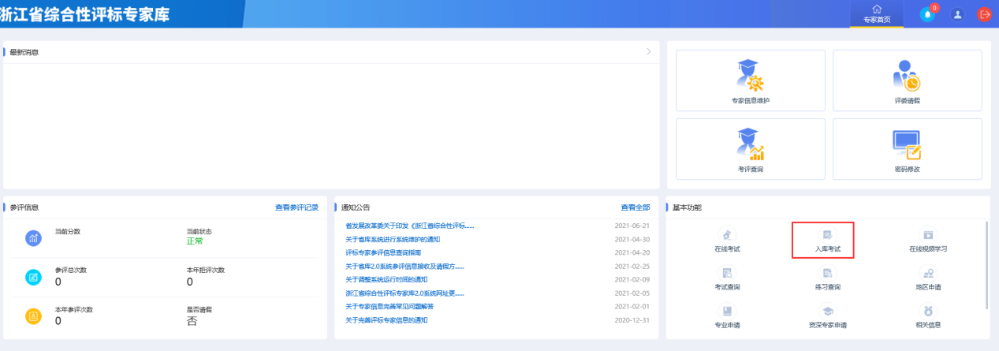 浙江省综合性评标专家库
专家首页
0
最新消息
专家信息维护
评委请假
考评查询
密码修改
参评信息
查看参评记录
当前分数
当前状态
正常
参评总次数
0
本年拒评次数
0
本年参评次数
0
是否请假
否
通知公告
查看全部
省发展改革委关于印发《浙江省综合性评标......
2021-06-21
关于省库系统进行系统维护的通知
2021-04-30
评标专家参评信息查询指南
2021-04-20
关于省库2.0系统参评信息接收及请假方......
2021-02-25
关于调整系统运行时间的通知
2021-02-09
浙江省综合性评标专家库2.0系统网址更......
2021-02-05
关于专家信息完善常见问题解答
2021-02-01
关于完善评标专家信息的通知
2020-12-31
基本功能
在线考试
入库考试
在线视频学习
考试查询
练习查询
地区申请
专业申请
资深专家申请
相关信息